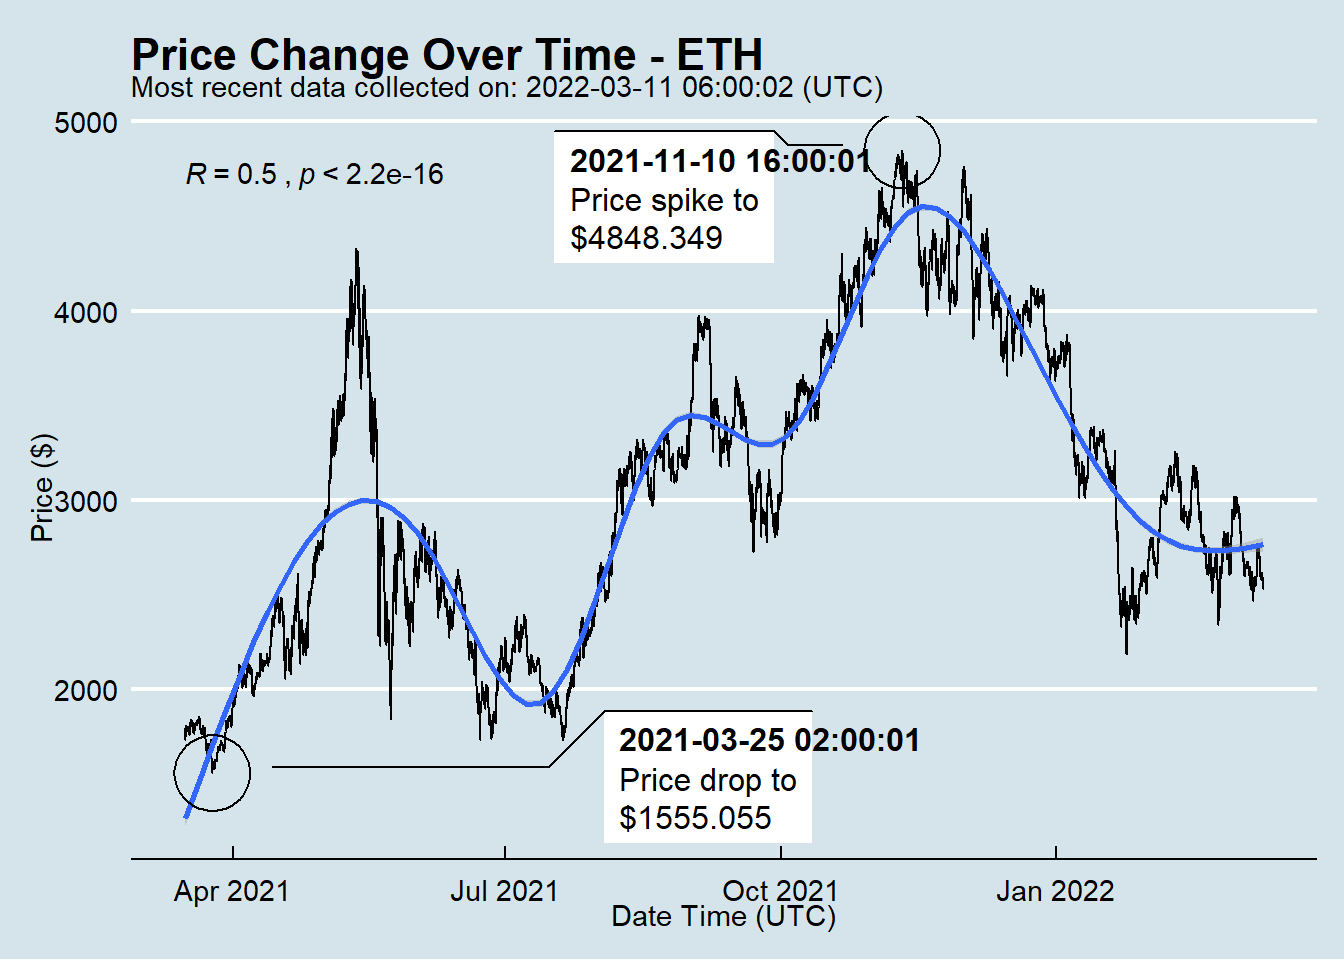 Price Change Over Time - ETH
Most recent data collected on: 2022-03-11 06:00:02 (UTC)
5000
4000
3000
2000
Price ($)
R = 0.5 , p < 2.2e-16
2021-11-10 16:00:01
Price spike to
$4848.349
2021-03-25 02:00:01
Price drop to
$1555.055
Apr 2021
Jul 2021
Oct 2021
Jan 2022
Date Time (UTC)